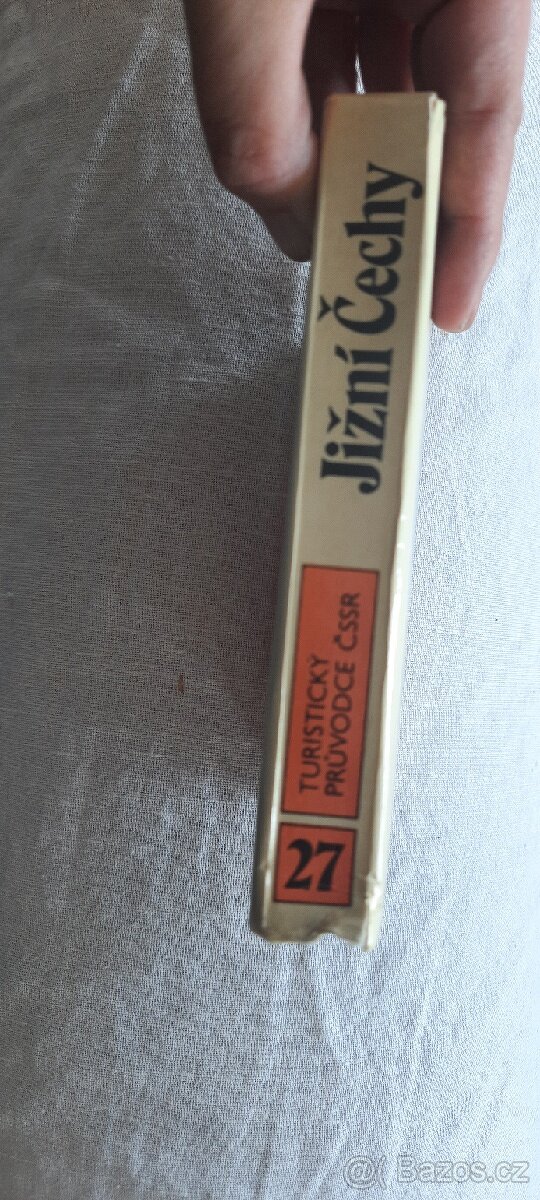 Jižní Čechy
TURISTICKÝ
PRŮVODCE ČSSR
27
@ Bazos.cz